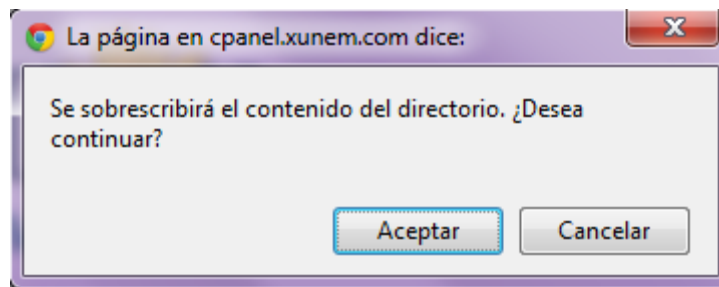 La página en cpanel.xunem.com dice:
Se sobrescribirá el contenido del directorio. ¿Desea
continuar?
Aceptar
Cancelar